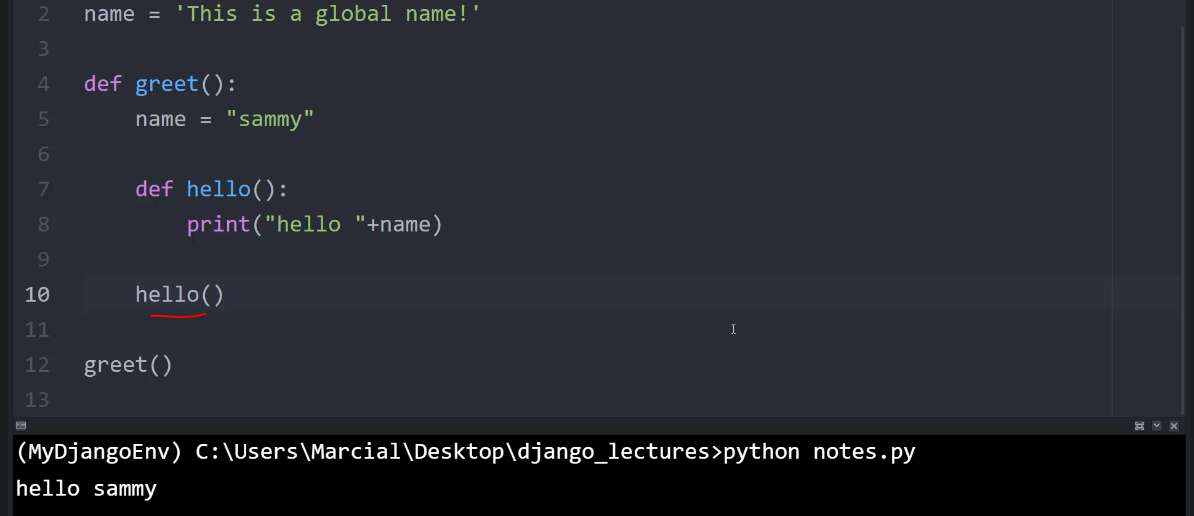 2 name = 'This is a global name!'
3
4 def greet():
5     name = "sammy"
6
7     def hello():
8         print("hello "+name)
9
10     hello()
11
12 greet()
13
(MyDjangoEnv) C:\Users\Marcial\Desktop\django_lectures>python notes.py
hello sammy